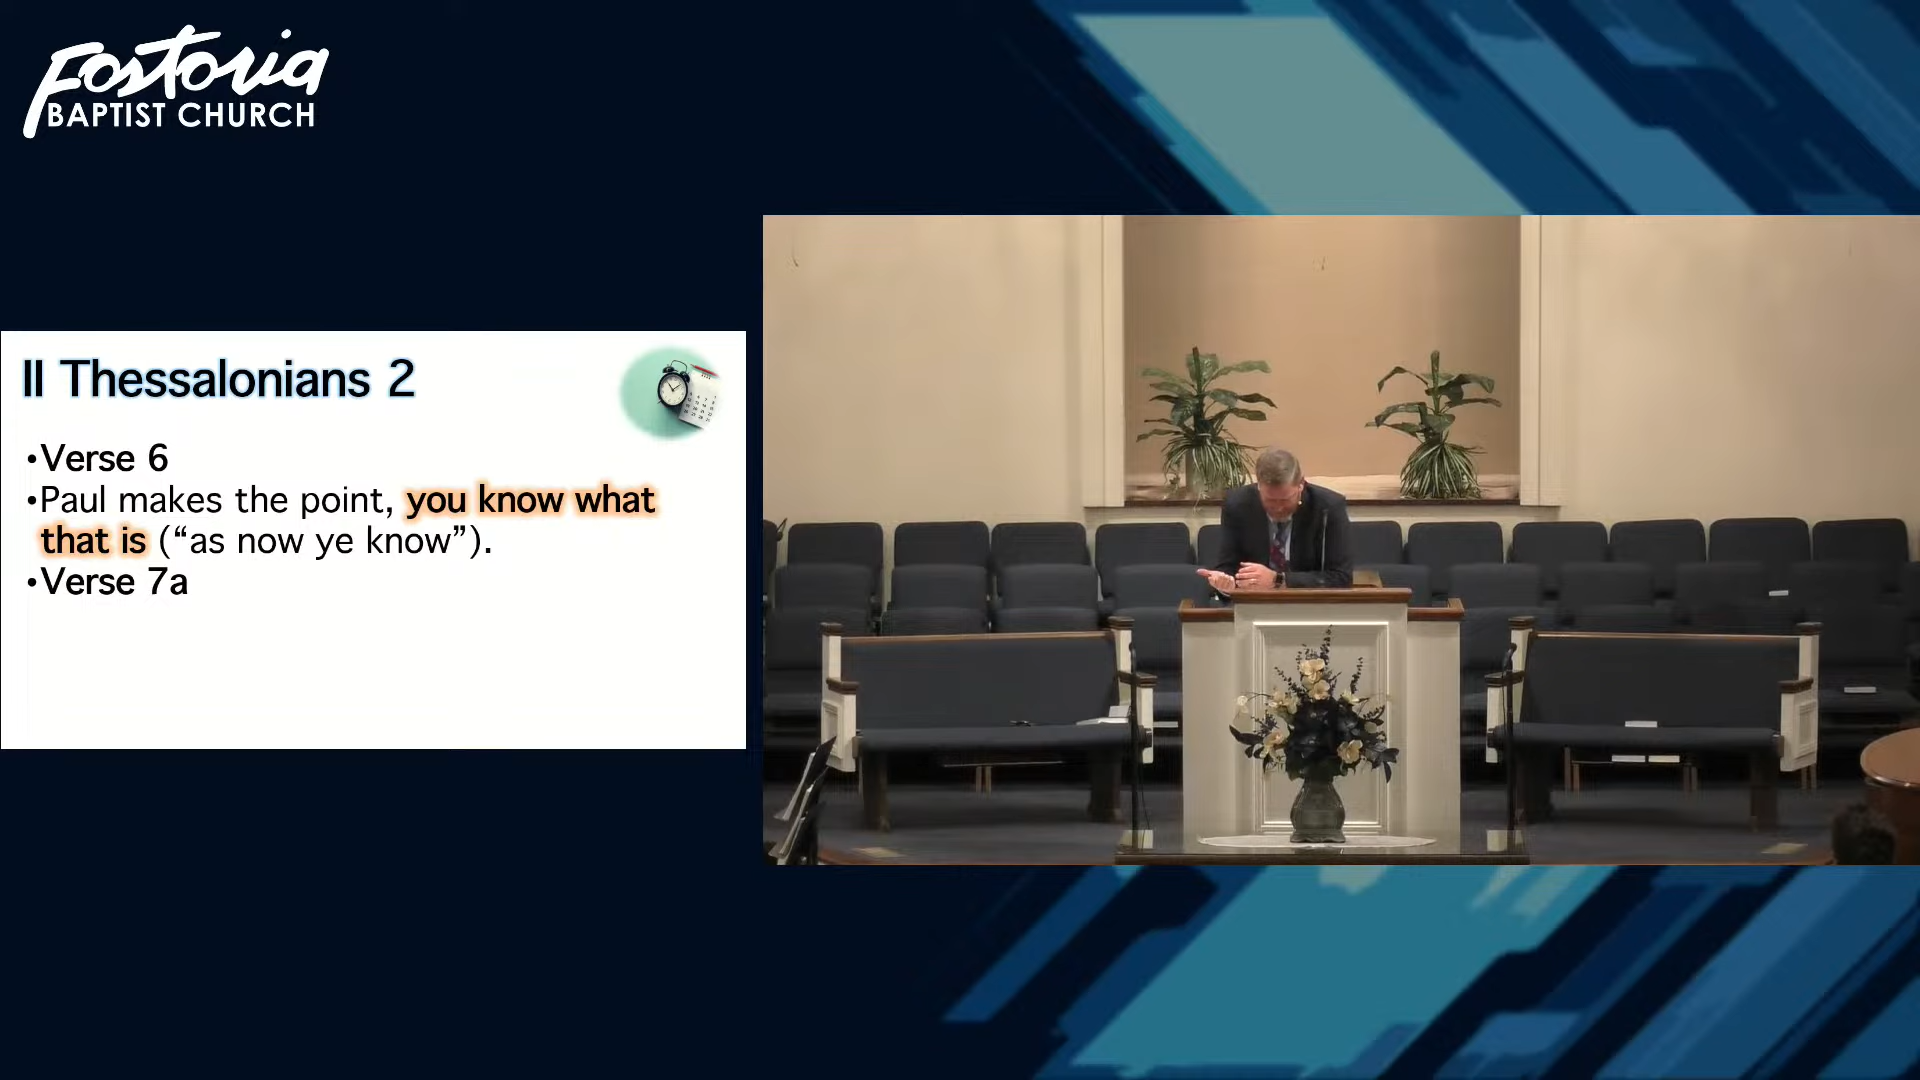 Fostoria
BAPTIST CHURCH
II Thessalonians 2
•Verse 6
•Paul makes the point, you know what
that is (“as now ye know”).
•Verse 7a